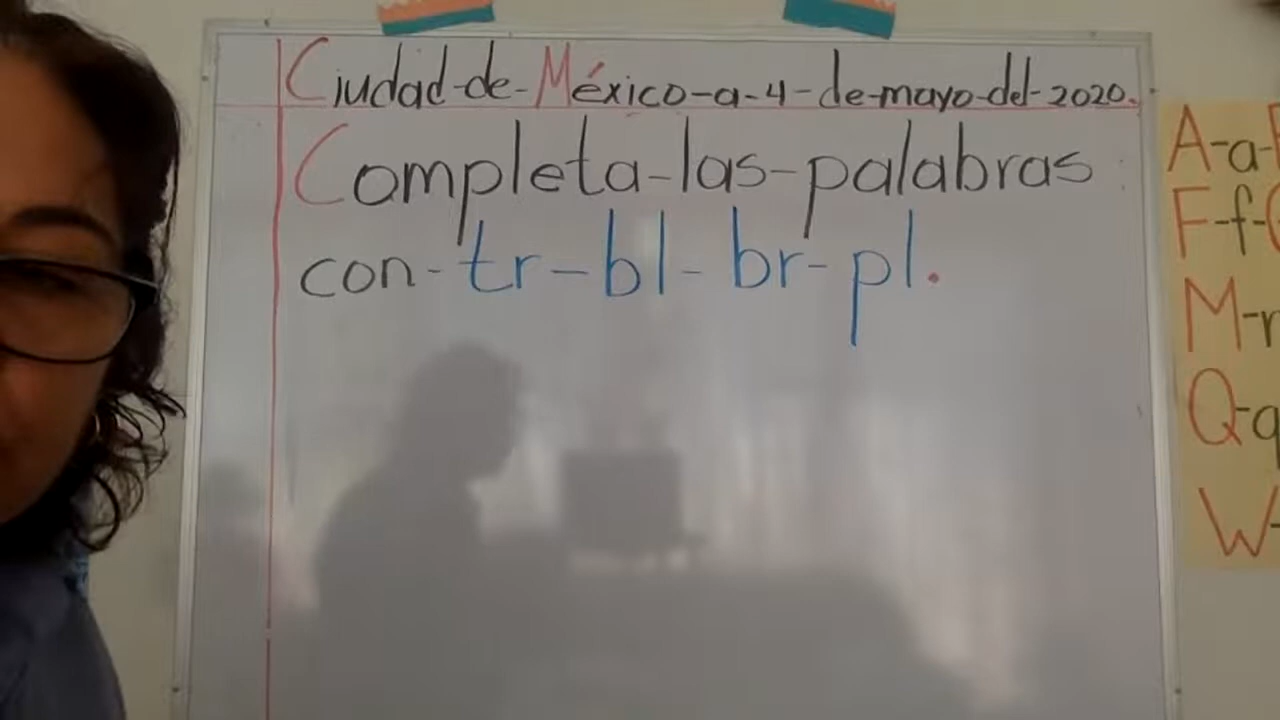 Ciudad-de-México-a-4-de-mayo-del-2020.
Completa-las-palabras
con-tr-bl-br-pl.
A-a-
F-f-
M-
Q-q
W-